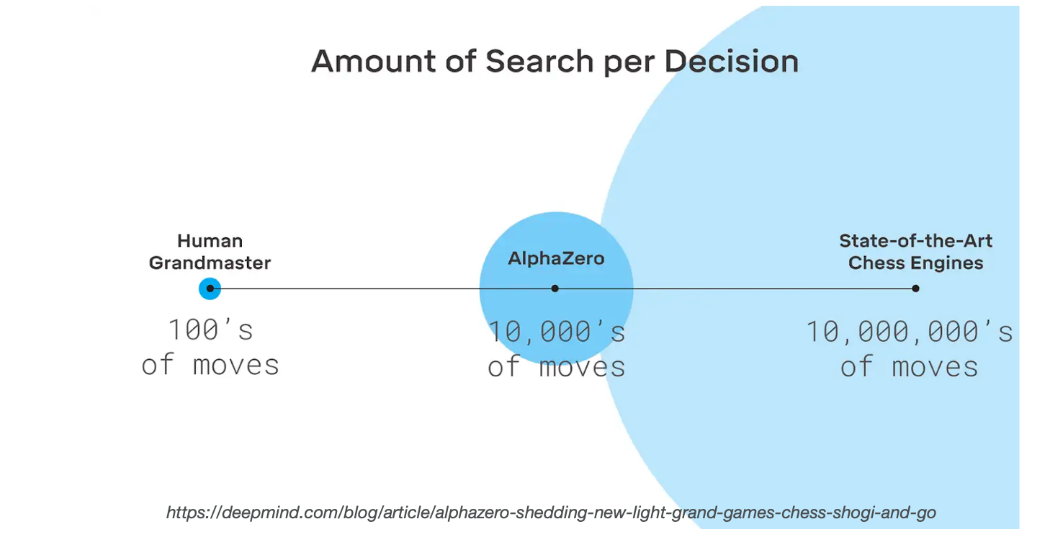 Amount of Search per Decision
Human
Grandmaster
100's
of moves
AlphaZero
10,000's
of moves
State-of-the-Art
Chess Engines
10,000,000's
of moves
https://deepmind.com/blog/article/alphazero-shedding-new-light-grand-games-chess-shogi-and-go